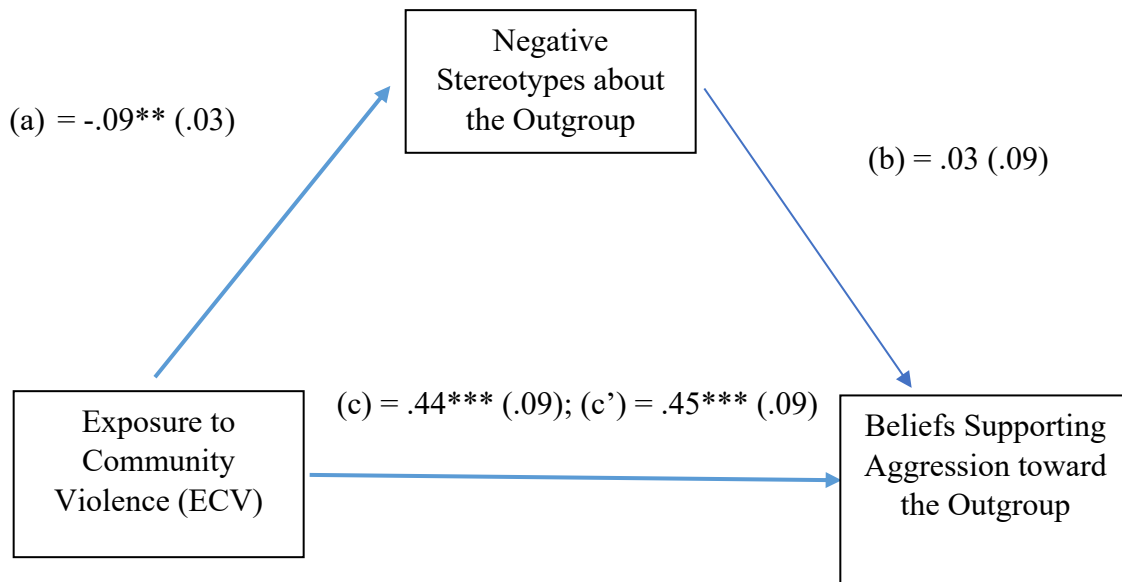 Negative
Stereotypes about
the Outgroup
(a) = -.09** (.03)
(b) = .03 (.09)
(c) = .44*** (.09); (c’) = .45*** (.09)
Exposure to
Community
Violence (ECV)
Beliefs Supporting
Aggression toward
the Outgroup